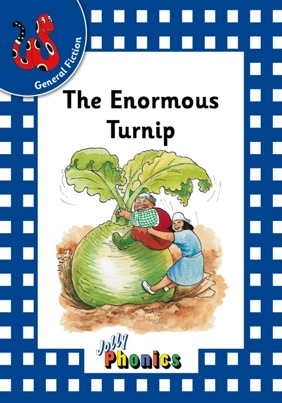 General Fiction
The Enormous
Turnip
Jolly
Phonics